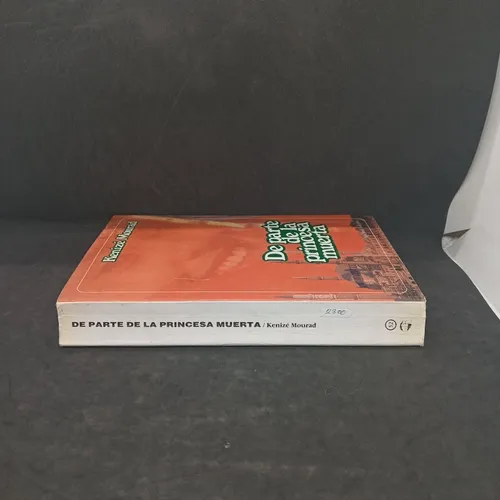 Kenizé Mourad
De parte
de la
princesa
muerta
DE PARTE DE LA PRINCESA MUERTA / Kenizé Mourad